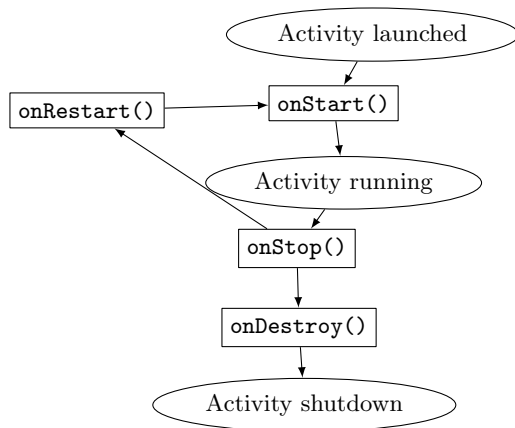 Activity launched
onRestart()
onStart()
Activity running
onStop()
onDestroy()
Activity shutdown